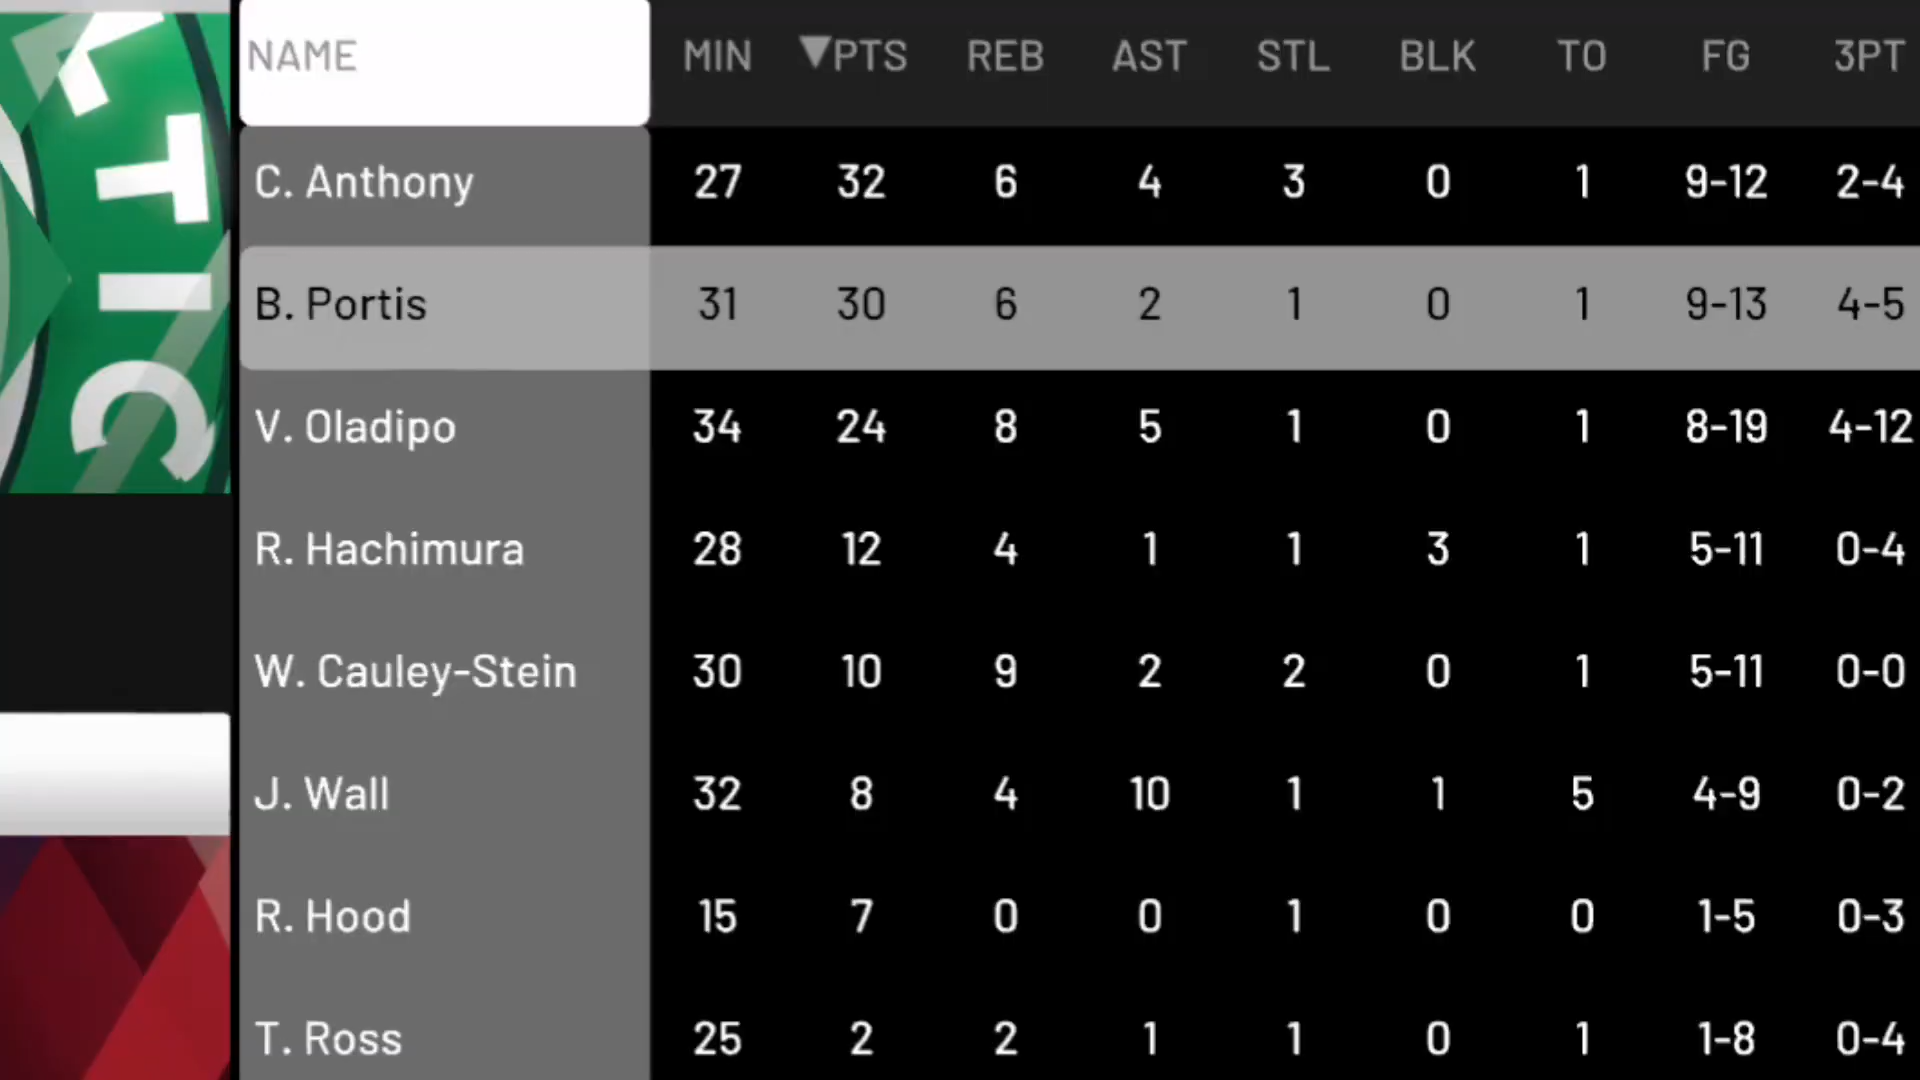 LTIC
NAME MIN ▼PTS REB AST STL BLK TO FG 3PT
C. Anthony 27 32 6 4 3 0 1 9-12 2-4
B. Portis 31 30 6 2 1 0 1 9-13 4-5
V. Oladipo 34 24 8 5 1 0 1 8-19 4-12
R. Hachimura 28 12 4 1 1 3 1 5-11 0-4
W. Cauley-Stein 30 10 9 2 2 0 1 5-11 0-0
J. Wall 32 8 4 10 1 1 5 4-9 0-2
R. Hood 15 7 0 0 1 0 0 1-5 0-3
T. Ross 25 2 2 1 1 0 1 1-8 0-4